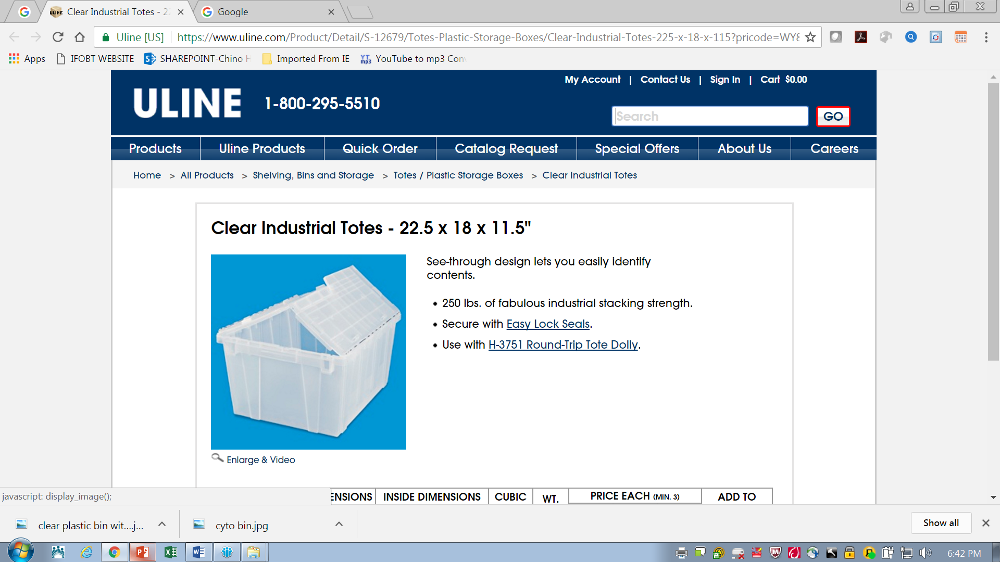 Clear Industrial Totes - 2
Google
Uline [US]
https://www.uline.com/Product/Detail/S-12679/Totes-Plastic-Storage-Boxes/Clear-Industrial-Totes-225-x-18-x-115?pricode=WY8
Apps
IFOBT WEBSITE
SHAREPOINT-Chino H
Imported From IE
YT mp3
YouTube to mp3 Con
My Account | Contact Us | Sign In | Cart $0.00
ULINE
1-800-295-5510
Search
GO
Products
Uline Products
Quick Order
Catalog Request
Special Offers
About Us
Careers
Home > All Products > Shelving, Bins and Storage > Totes / Plastic Storage Boxes > Clear Industrial Totes
Clear Industrial Totes - 22.5 x 18 x 11.5"
See-through design lets you easily identify
contents.
• 250 lbs. of fabulous industrial stacking strength.
• Secure with Easy Lock Seals.
• Use with H-3751 Round-Trip Tote Dolly.
Enlarge & Video
javascript: display_image();
ENSIONS
INSIDE DIMENSIONS
CUBIC
WT.
PRICE EACH (MIN. 3)
ADD TO
clear plastic bin wit....j...
cyto bin.jpg
Show all
6:42 PM